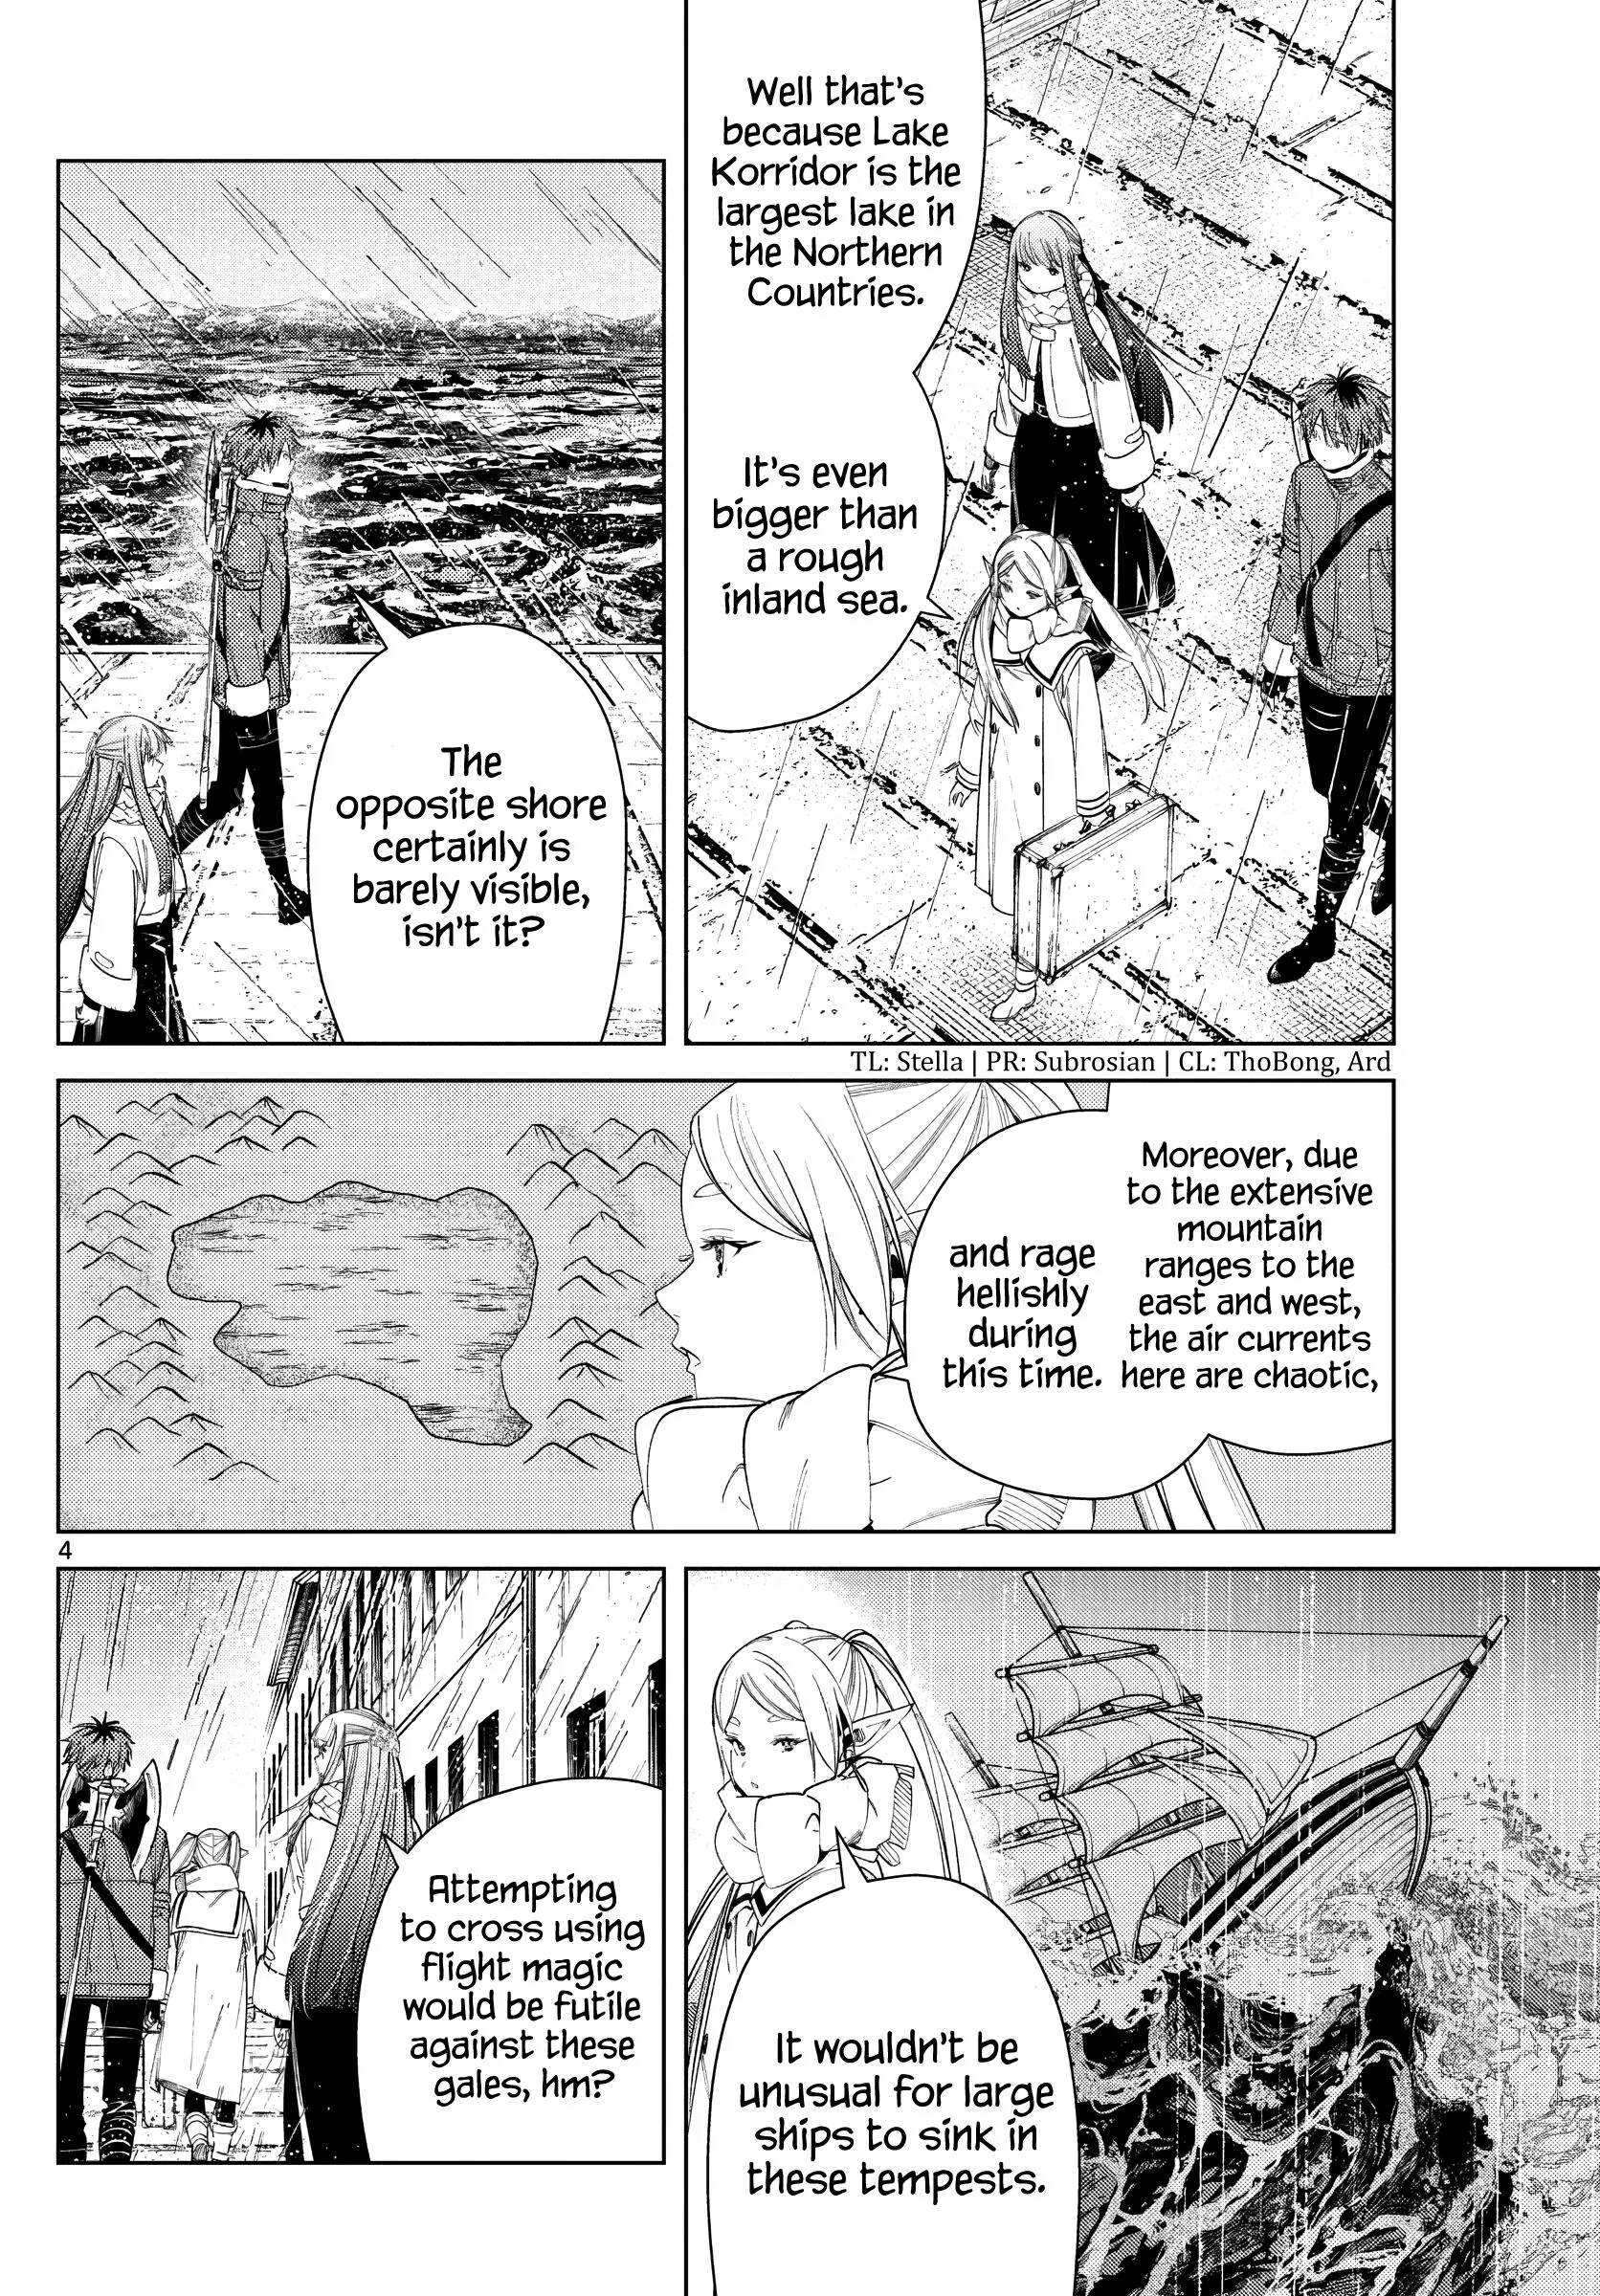 Well that's
because Lake
Korridor is the
largest lake in
the Northern
Countries.
It's even
bigger than
a rough
inland sea.
The
opposite shore
certainly is
barely visible,
isn't it?
TL: Stella | PR: Subrosian | CL: ThoBong, Ard
Moreover, due
to the extensive
mountain
ranges to the
east and west,
the air currents
here are chaotic,
and rage
hellishly
during
this time.
4
It wouldn't be
unusual for large
ships to sink in
these tempests.
Attempting
to cross using
flight magic
would be futile
against these
gales, hm?